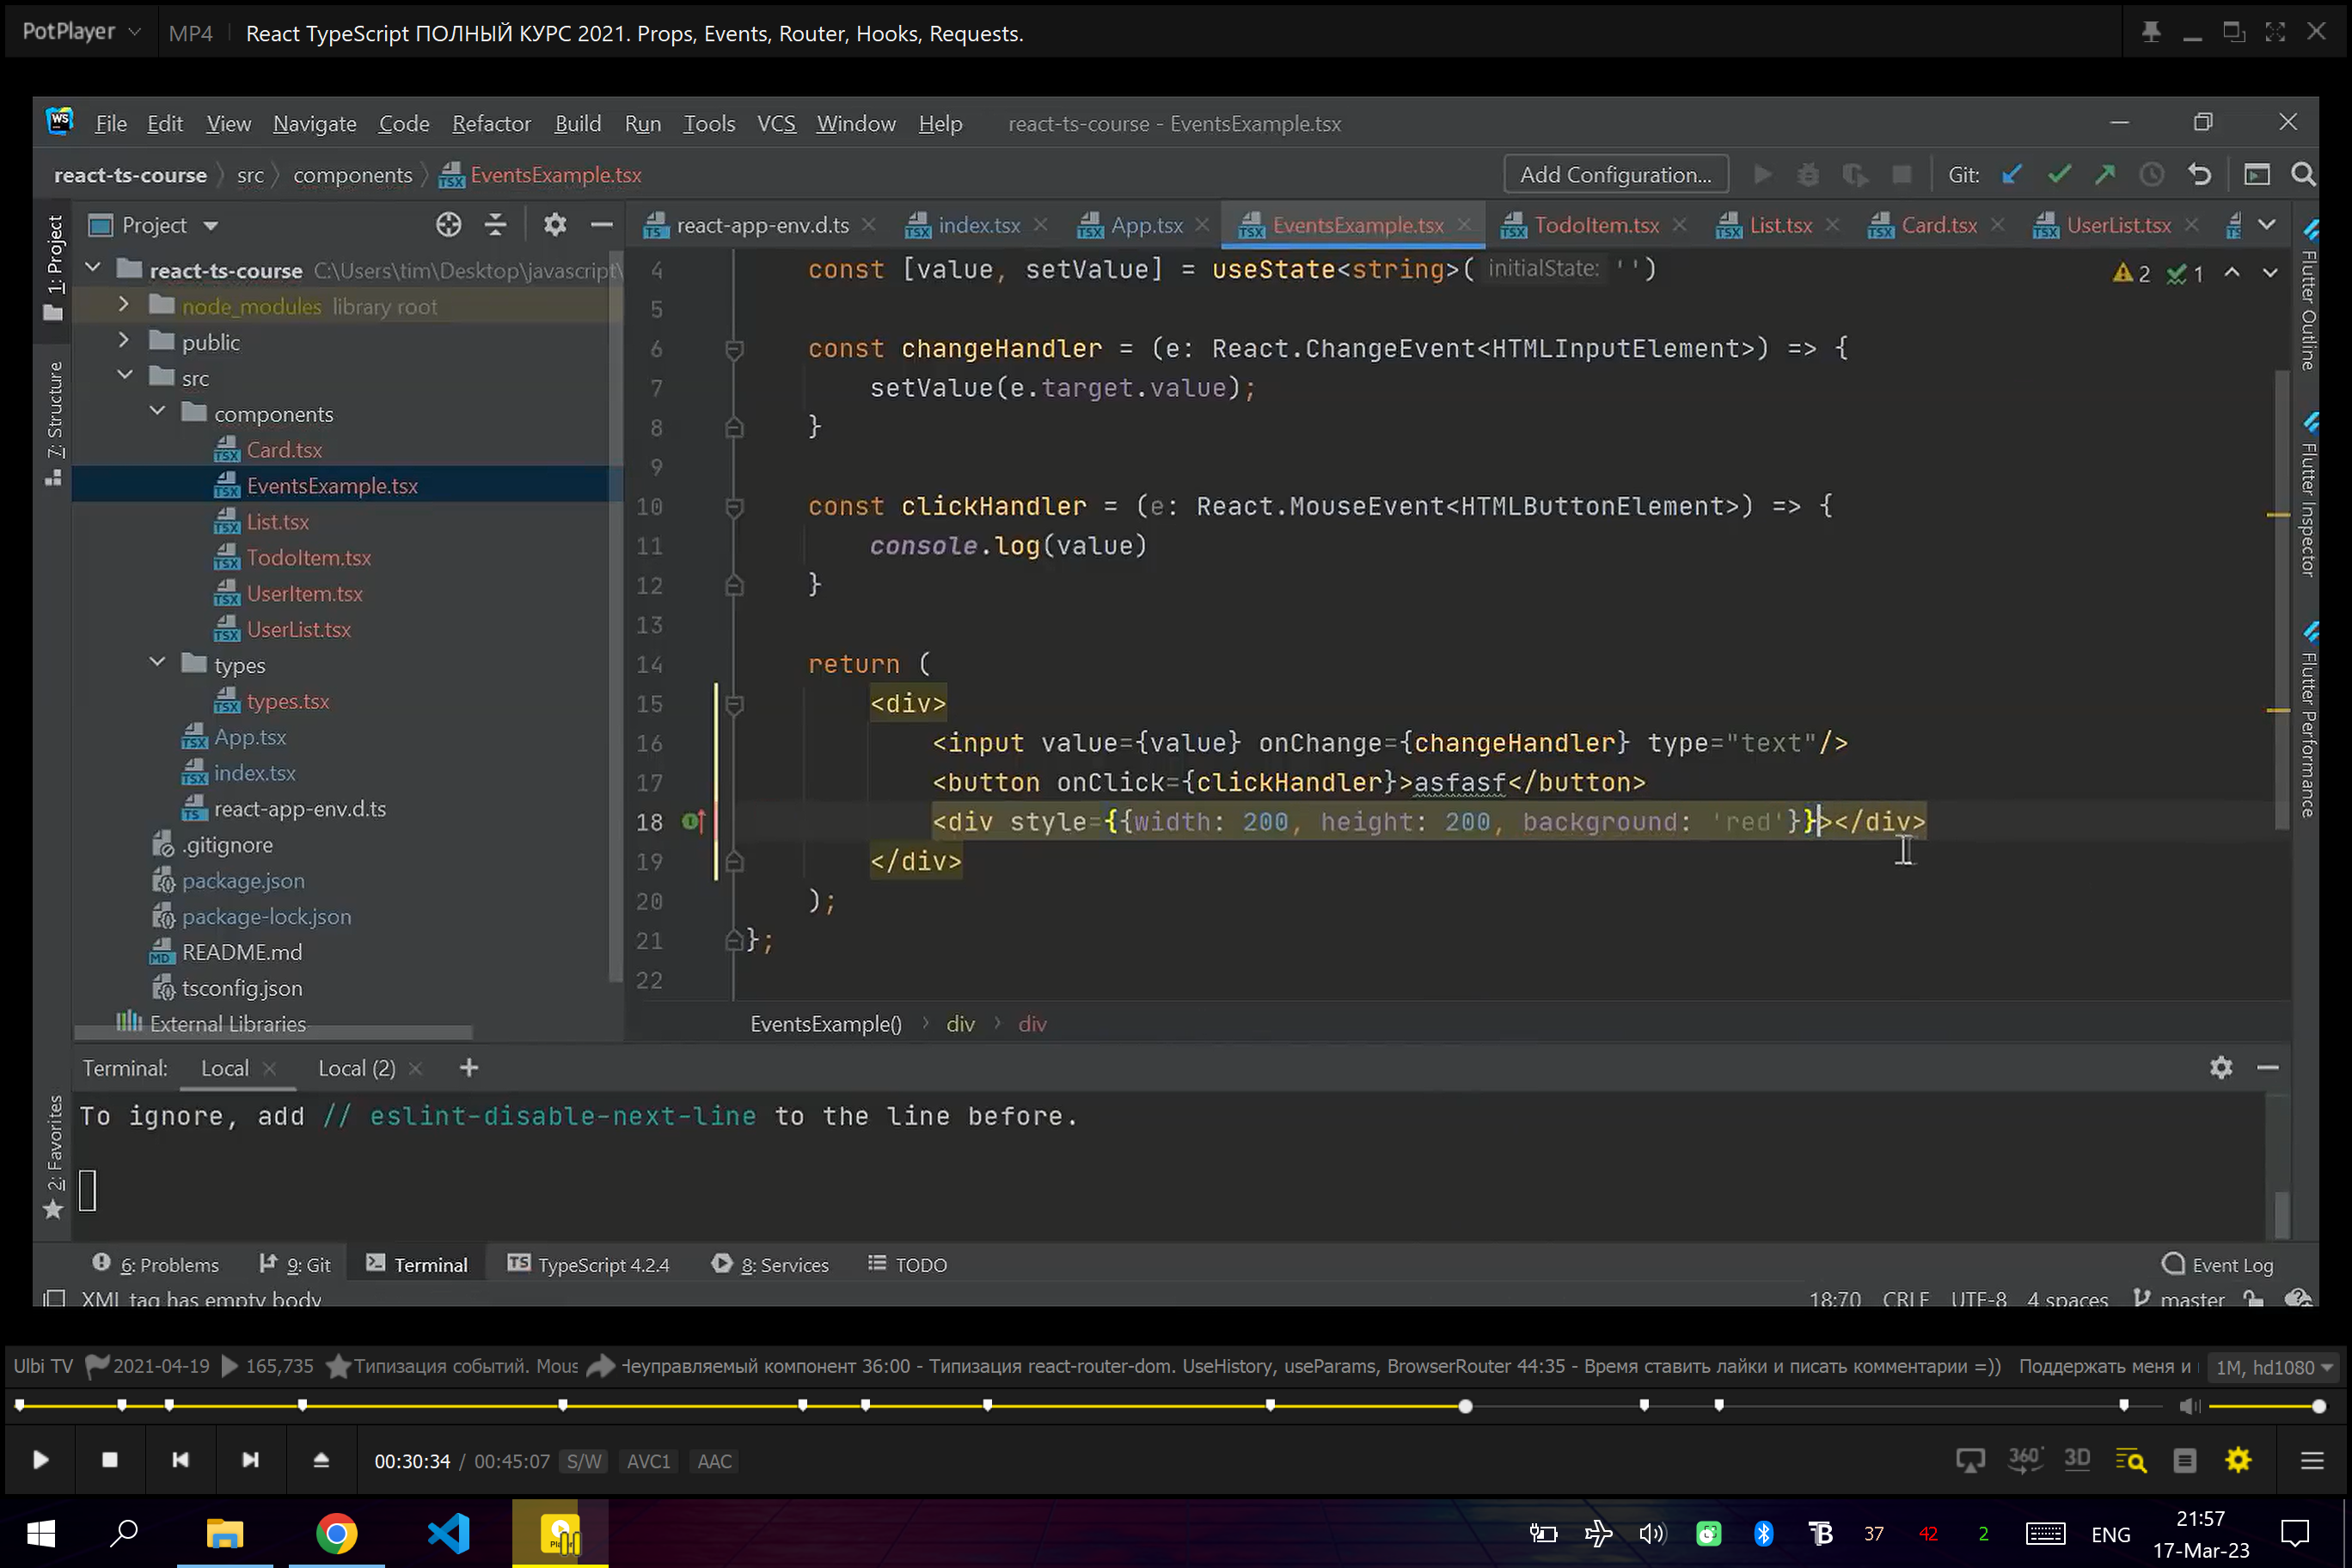 PotPlayer MP4 React TypeScript ПОЛНЫЙ КУРС 2021. Props, Events, Router, Hooks, Requests.
WS File Edit View Navigate Code Refactor Build Run Tools VCS Window Help react-ts-course - EventsExample.tsx
react-ts-course src components EventsExample.tsx Add Configuration... Git:
Project
react-app-env.d.ts index.tsx App.tsx EventsExample.tsx TodoItem.tsx List.tsx Card.tsx UserList.tsx
1: Project
7: Structure
2: Favorites
react-ts-course C:\Users\tim\Desktop\javascript\
node_modules library root
public
src
components
Card.tsx
EventsExample.tsx
List.tsx
TodoItem.tsx
UserItem.tsx
UserList.tsx
types
types.tsx
App.tsx
index.tsx
react-app-env.d.ts
.gitignore
package.json
package-lock.json
README.md
tsconfig.json
External Libraries
2 1
4 const [value, setValue] = useState<string>( initialState: '')
5
6 const changeHandler = (e: React.ChangeEvent<HTMLInputElement>) => {
7 setValue(e.target.value);
8 }
9
10 const clickHandler = (e: React.MouseEvent<HTMLButtonElement>) => {
11 console.log(value)
12 }
13
14 return (
15 <div>
16 <input value={value} onChange={changeHandler} type="text"/>
17 <button onClick={clickHandler}>asfasf</button>
18 <div style={{width: 200, height: 200, background: 'red'}}></div>
19 </div>
20 );
21 };
22
EventsExample() div div
Flutter Outline
Flutter Inspector
Flutter Performance
Terminal: Local Local (2) +
To ignore, add // eslint-disable-next-line to the line before.
6: Problems 9: Git Terminal TypeScript 4.2.4 8: Services TODO Event Log
XML tag has empty body 18:70 CRLF UTF-8 4 spaces master
Ulbi TV 2021-04-19 165,735 Типизация событий. Mous Неуправляемый компонент 36:00 - Типизация react-router-dom. UseHistory, useParams, BrowserRouter 44:35 - Время ставить лайки и писать комментарии =)) Поддержать меня и 1M, hd1080
00:30:34 / 00:45:07 S/W AVC1 AAC 360° 3D
37 42 2 ENG 21:57
17-Mar-23